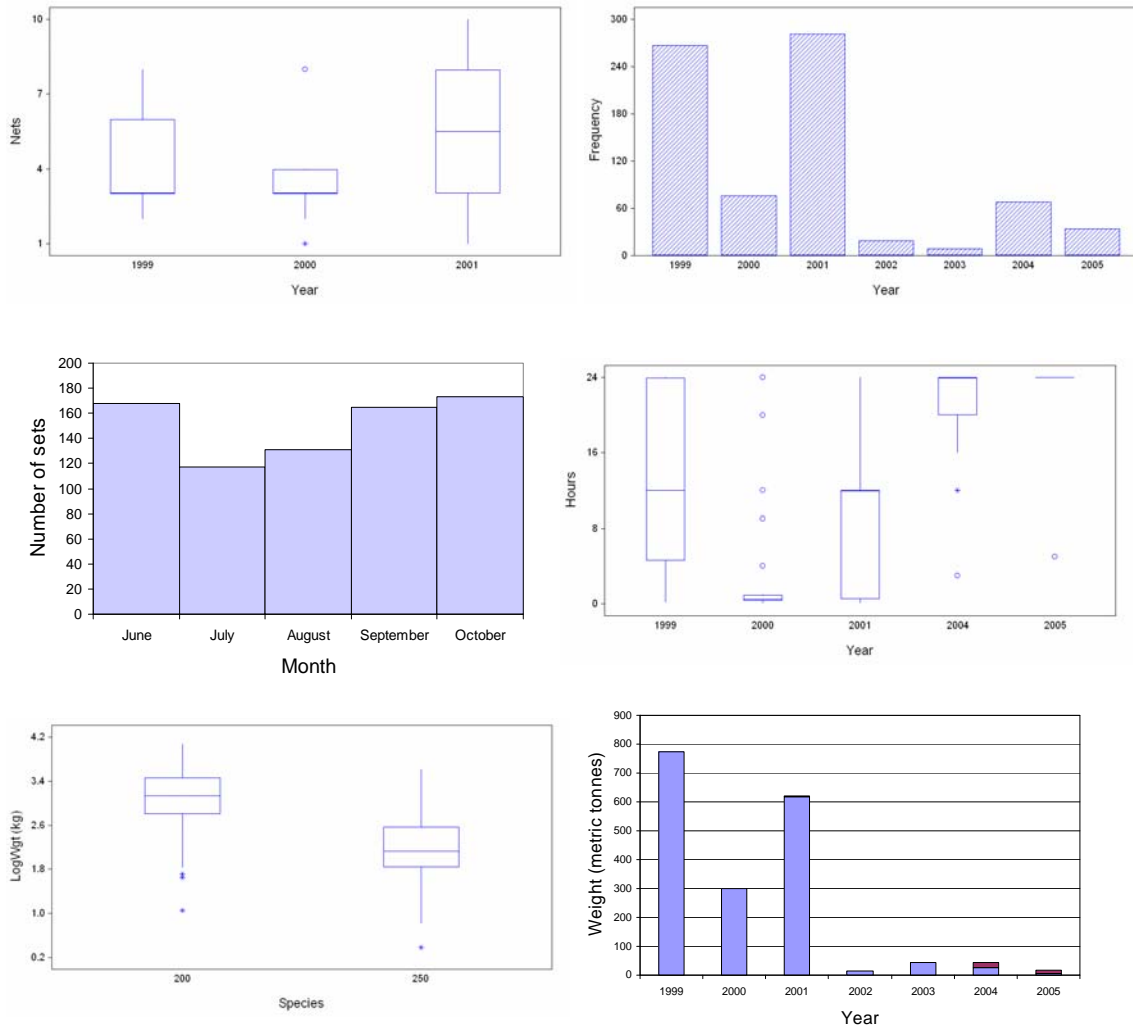 Nets
10
7
4
1
1999 2000 2001
Year
Frequency
300
240
180
120
60
0
1999 2000 2001 2002 2003 2004 2005
Year
Number of sets
200
180
160
140
120
100
80
60
40
20
0
June July August September October
Month
Hours
24
16
8
0
1999 2000 2001 2004 2005
Year
LogWgt (kg)
4.2
3.4
2.6
1.8
1.0
0.2
200 250
Species
Weight (metric tonnes)
900
800
700
600
500
400
300
200
100
0
1999 2000 2001 2002 2003 2004 2005
Year